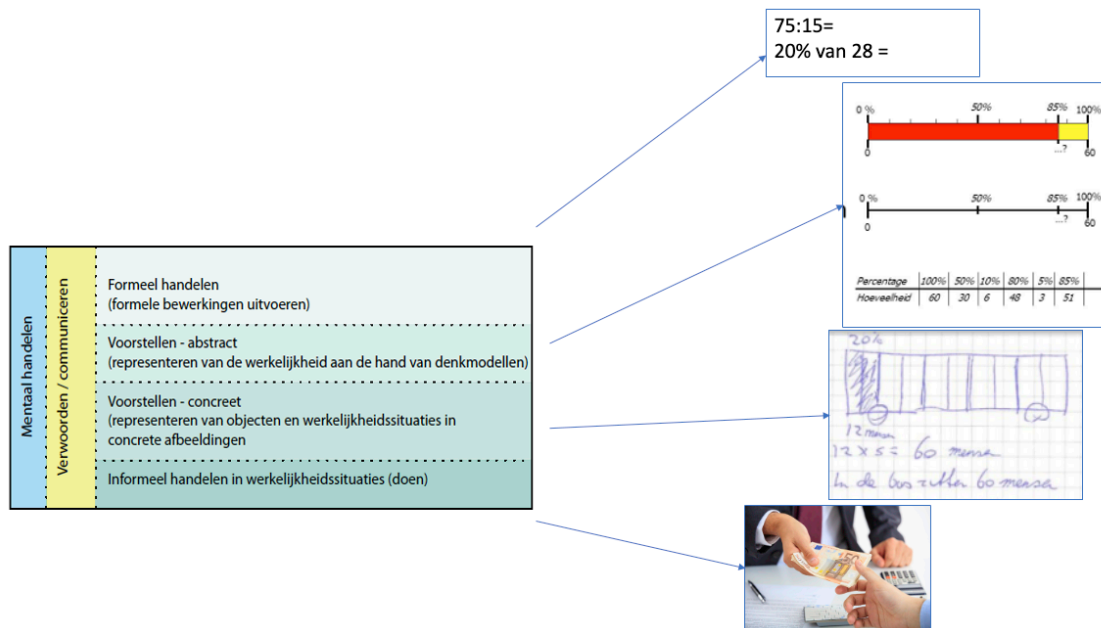 75:15=
20% van 28 =
0 % 50% 85% 100%
0 ...? 60
0 % 50% 85% 100%
0 ...? 60
Percentage 100% 50% 10% 80% 5% 85%
Hoeveelheid 60 30 6 48 3 51
Mentaal handelen
Verwoorden / communiceren
Formeel handelen
(formele bewerkingen uitvoeren)
Voorstellen - abstract
(representeren van de werkelijkheid aan de hand van denkmodellen)
Voorstellen - concreet
(representeren van objecten en werkelijkheidssituaties in
concrete afbeeldingen
Informeel handelen in werkelijkheidssituaties (doen)
20%
12 mensen
12 x 5 = 60 mensen
In de bus zitten 60 mensen
50